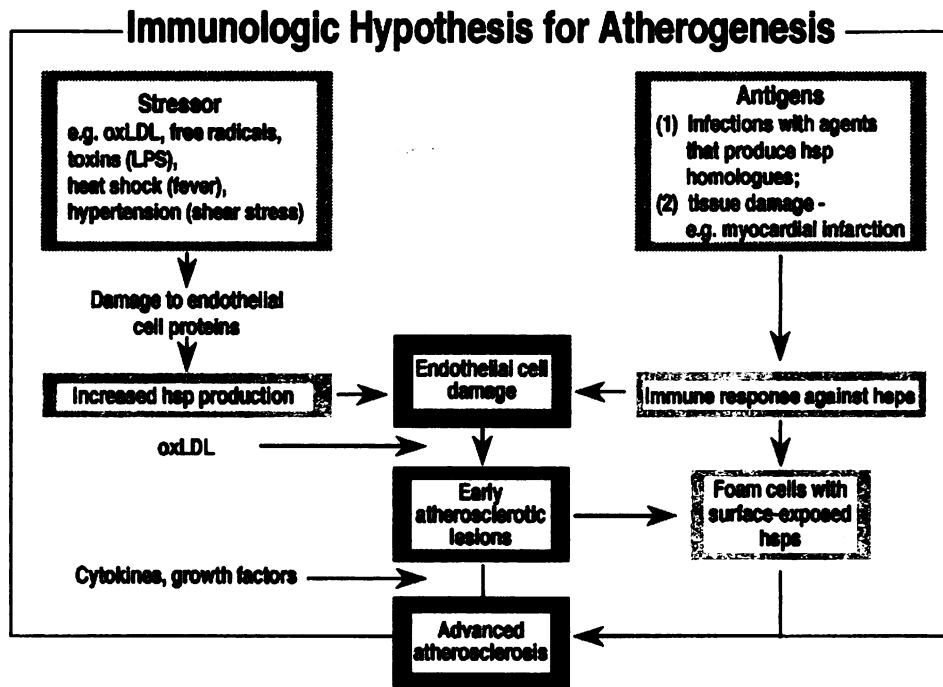 Immunologic Hypothesis for Atherogenesis
Stressor
e.g. oxLDL, free radicals,
toxins (LPS),
heat shock (fever),
hypertension (shear stress)
Antigens
(1) Infections with agents
that produce hsp
homologues;
(2) tissue damage -
e.g. myocardial infarction
Damage to endothelial
cell proteins
Increased hsp production
Endothelial cell
damage
Immune response against hsps
oxLDL
Early
atherosclerotic
lesions
Foam cells with
surface-exposed
hsps
Cytokines, growth factors
Advanced
atherosclerosis